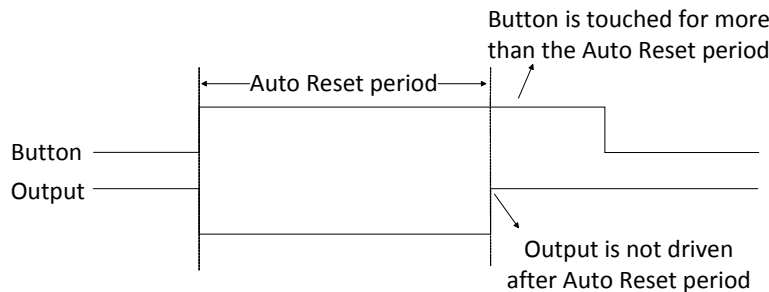 Button is touched for more
than the Auto Reset period
Auto Reset period
Button
Output
Output is not driven
after Auto Reset period